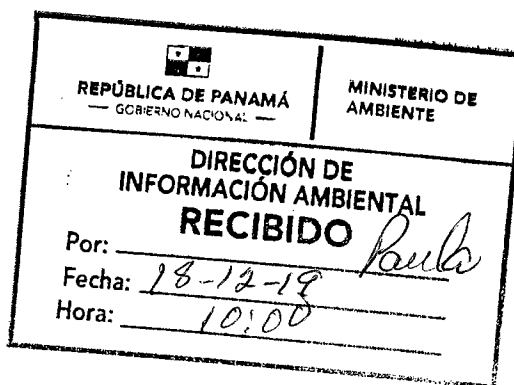 REPÚBLICA DE PANAMÁ
— GOBIERNO NACIONAL —
MINISTERIO DE
AMBIENTE
DIRECCIÓN DE
INFORMACIÓN AMBIENTAL
RECIBIDO
Por: Paula
Fecha: 18-12-19
Hora: 10:00